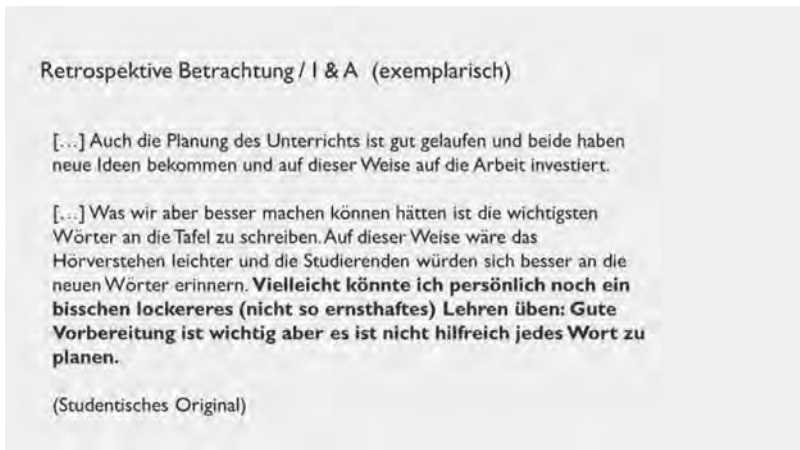 Retrospektive Betrachtung / I & A (exemplarisch)
[…] Auch die Planung des Unterrichts ist gut gelaufen und beide haben
neue Ideen bekommen und auf dieser Weise auf die Arbeit investiert.
[…] Was wir aber besser machen können hätten ist die wichtigsten
Wörter an die Tafel zu schreiben. Auf dieser Weise wäre das
Hörverstehen leichter und die Studierenden würden sich besser an die
neuen Wörter erinnern. Vielleicht könnte ich persönlich noch ein
bisschen lockereres (nicht so ernsthaftes) Lehren üben: Gute
Vorbereitung ist wichtig aber es ist nicht hilfreich jedes Wort zu
planen.
(Studentisches Original)